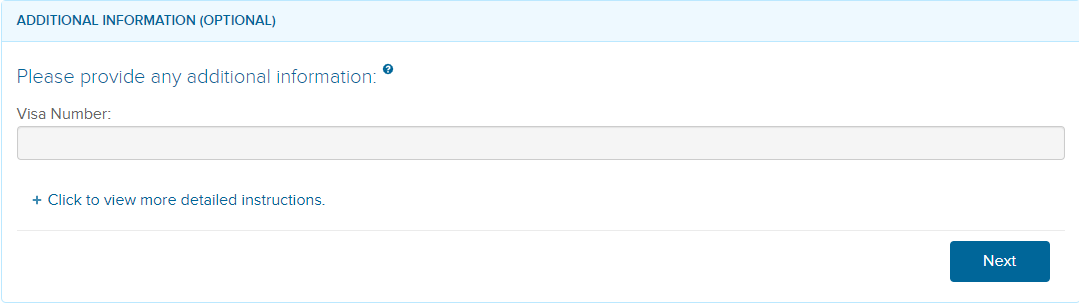 ADDITIONAL INFORMATION (OPTIONAL)
Please provide any additional information: ?
Visa Number:
+ Click to view more detailed instructions.
Next